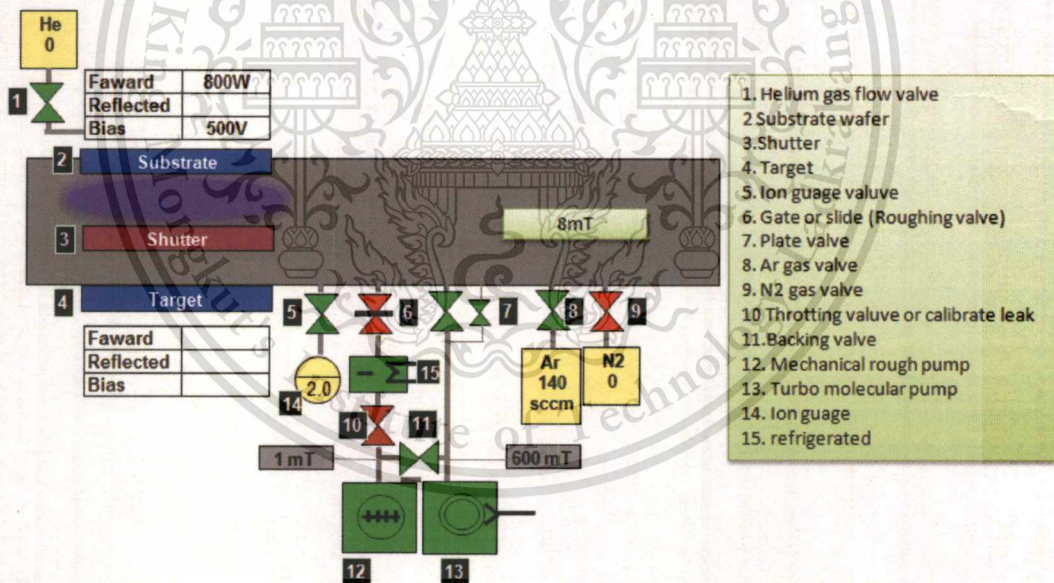 He
0
1
Faward 800W
Reflected
Bias 500V
2 Substrate
8mT
3 Shutter
4 Target
5 6 7 8 9
Faward
Reflected
Bias
14 2.0
15
Ar
140
sccm
N2
0
10 11
1 mT
600 mT
12 13
1. Helium gas flow valve
2 Substrate wafer
3.Shutter
4. Target
5. Ion guage valuve
6. Gate or slide (Roughing valve)
7. Plate valve
8. Ar gas valve
9. N2 gas valve
10 Throtting valuve or calibrate leak
11.Backing valve
12. Mechanical rough pump
13. Turbo molecular pump
14. Ion guage
15. refrigerated
King Mongkut's Institute of Technology